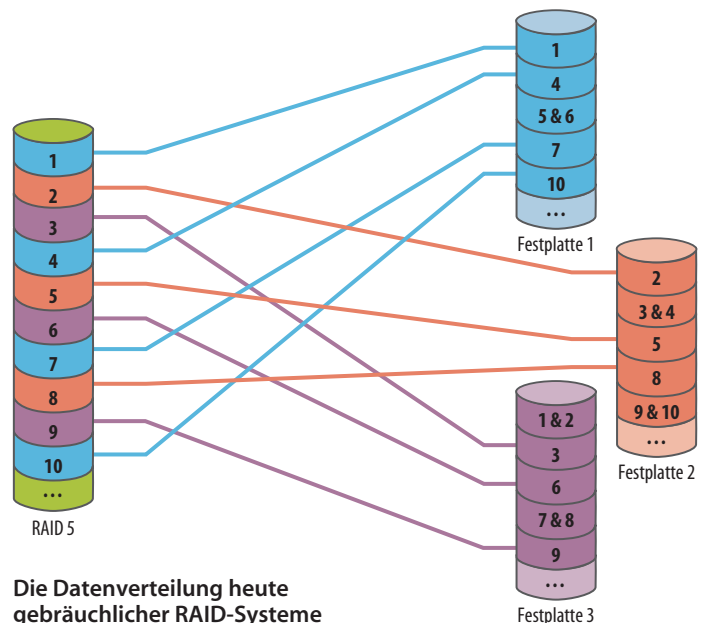 1
2
3
4
5
6
7
8
9
10
...
RAID 5
1
4
5 & 6
7
10
...
Festplatte 1
2
3 & 4
5
8
9 & 10
...
Festplatte 2
1 & 2
3
6
7 & 8
9
...
Festplatte 3
Die Datenverteilung heute
gebräuchlicher RAID-Systeme